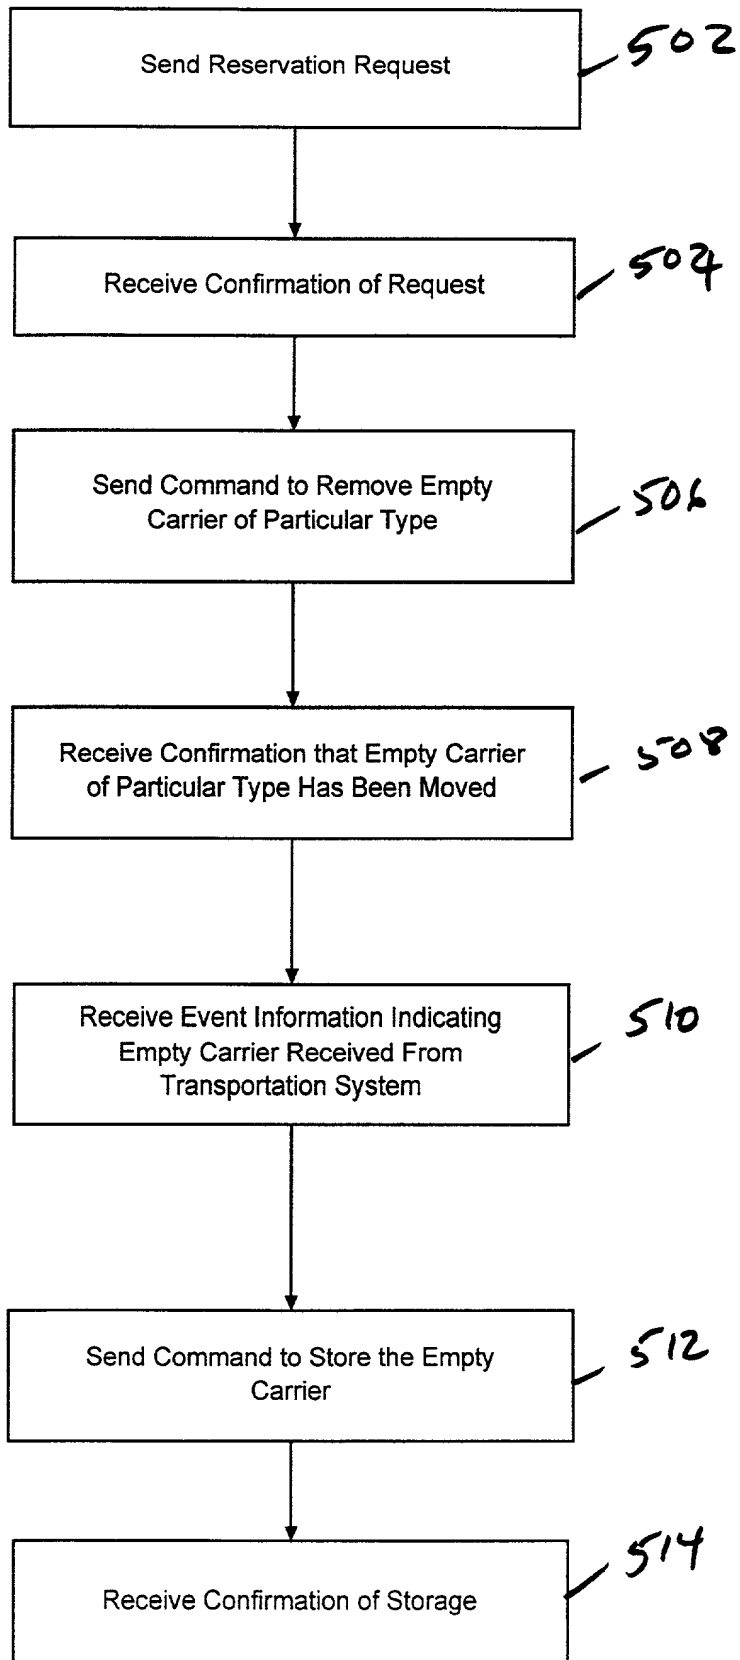 Send Reservation Request
502
Receive Confirmation of Request
504
Send Command to Remove Empty
Carrier of Particular Type
506
Receive Confirmation that Empty Carrier
of Particular Type Has Been Moved
508
Receive Event Information Indicating
Empty Carrier Received From
Transportation System
510
Send Command to Store the Empty
Carrier
512
Receive Confirmation of Storage
514